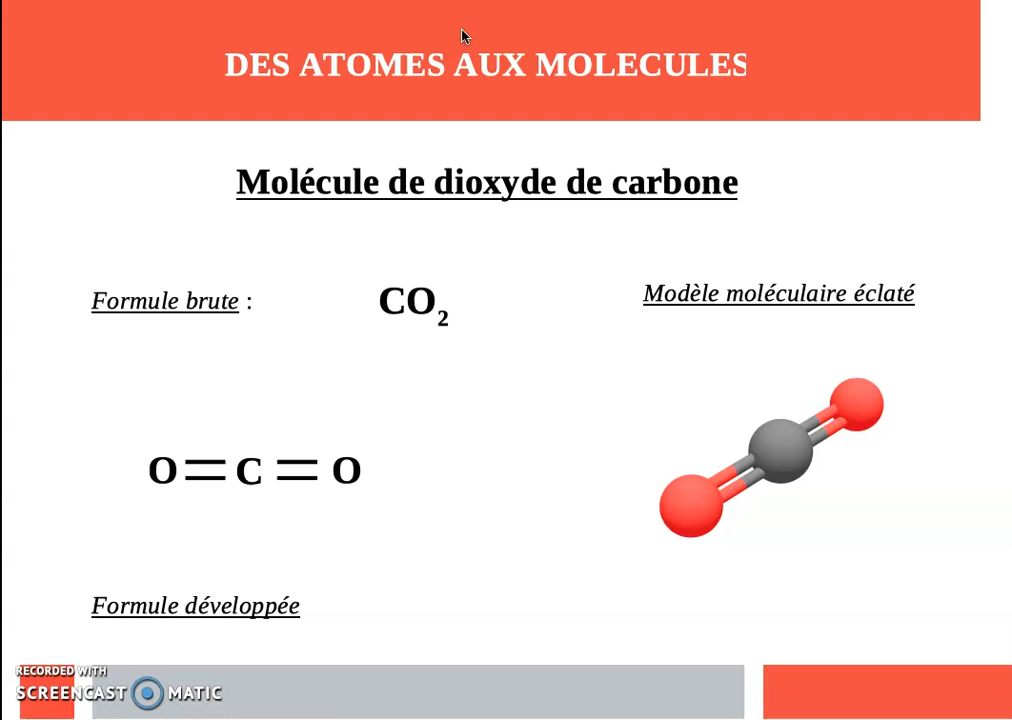 DES ATOMES AUX MOLECULES
Molécule de dioxyde de carbone
Formule brute : CO₂
Modèle moléculaire éclaté
O = C = O
Formule développée
RECORDED WITH
SCREENCAST MATIC